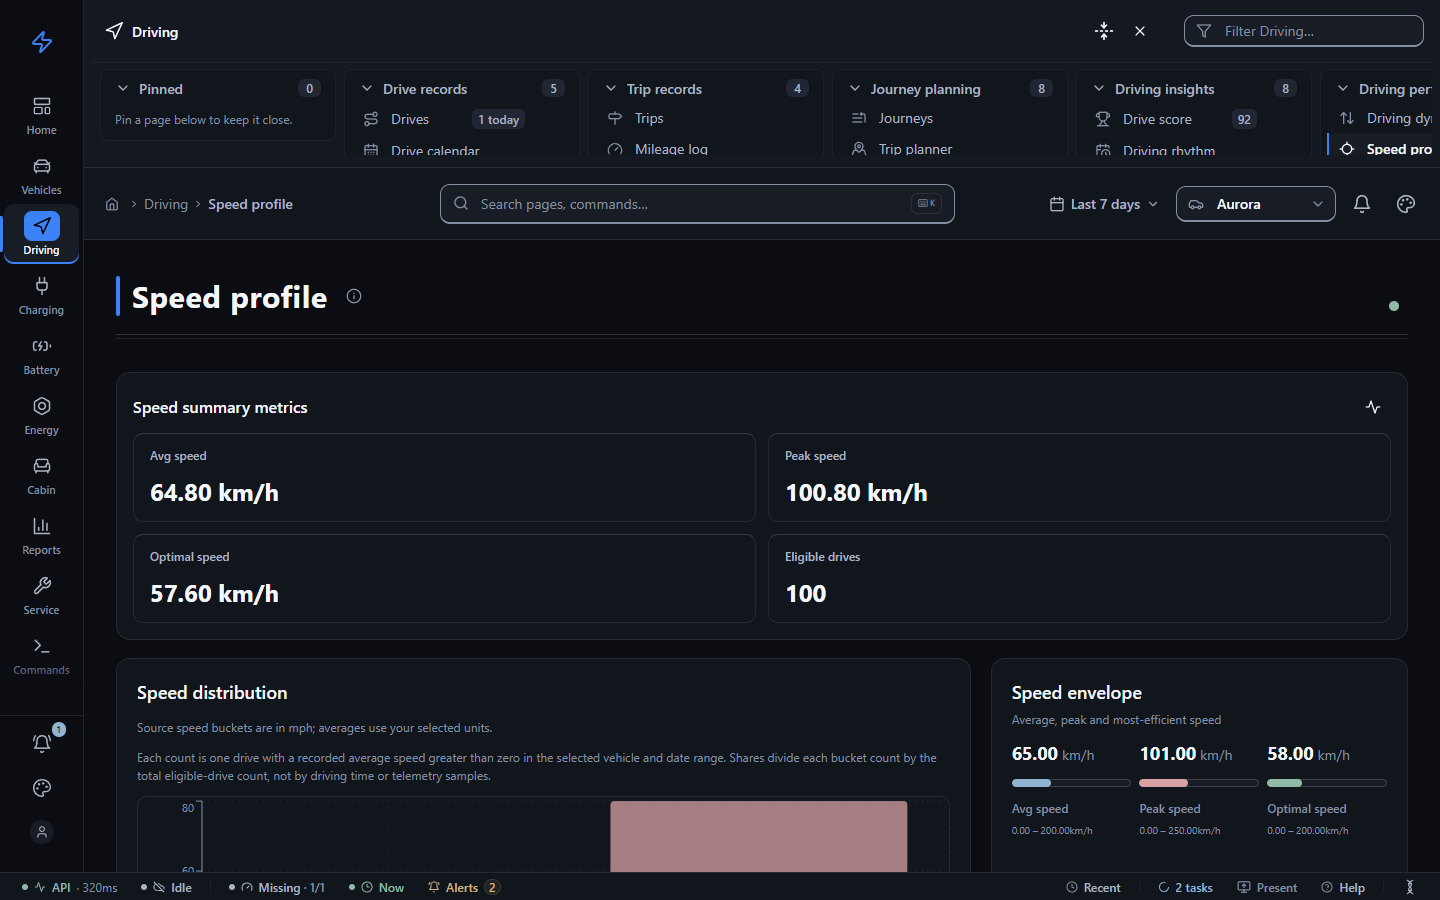 Home
Vehicles
Driving
Charging
Battery
Energy
Cabin
Reports
Service
Commands
1
Driving
Filter Driving...
Pinned 0
Pin a page below to keep it close.
Drive records 5
Drives 1 today
Drive calendar
Trip records 4
Trips
Mileage log
Journey planning 8
Journeys
Trip planner
Driving insights 8
Drive score 92
Driving rhythm
Driving per
Driving dy
Speed pro
Driving > Speed profile
Search pages, commands... K
Last 7 days
Aurora
Speed profile
Speed summary metrics
Avg speed
64.80 km/h
Peak speed
100.80 km/h
Optimal speed
57.60 km/h
Eligible drives
100
Speed distribution
Source speed buckets are in mph; averages use your selected units.
Each count is one drive with a recorded average speed greater than zero in the selected vehicle and date range. Shares divide each bucket count by the
total eligible-drive count, not by driving time or telemetry samples.
80
60
Speed envelope
Average, peak and most-efficient speed
65.00 km/h 101.00 km/h 58.00 km/h
Avg speed Peak speed Optimal speed
0.00 – 200.00km/h 0.00 – 250.00km/h 0.00 – 200.00km/h
API · 320ms Idle Missing · 1/1 Now Alerts 2 Recent 2 tasks Present Help